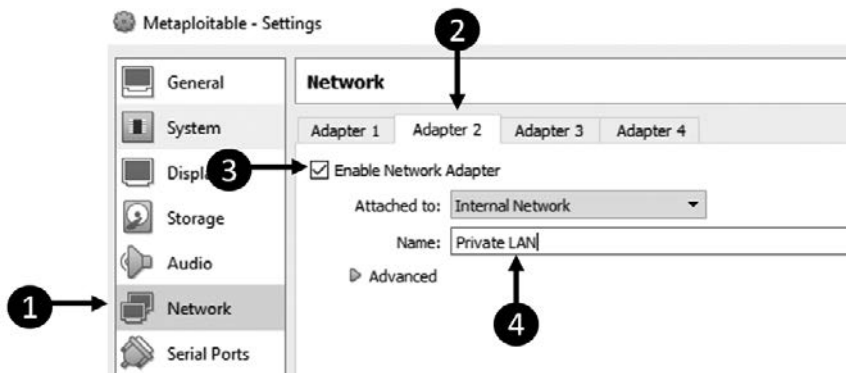 Metaploitable - Settings
2
General
Network
System
Adapter 1 Adapter 2 Adapter 3 Adapter 4
3
Enable Network Adapter
Attached to: Internal Network
Storage
Name: Private LAN
Audio
Advanced
1
Network
4
Serial Ports